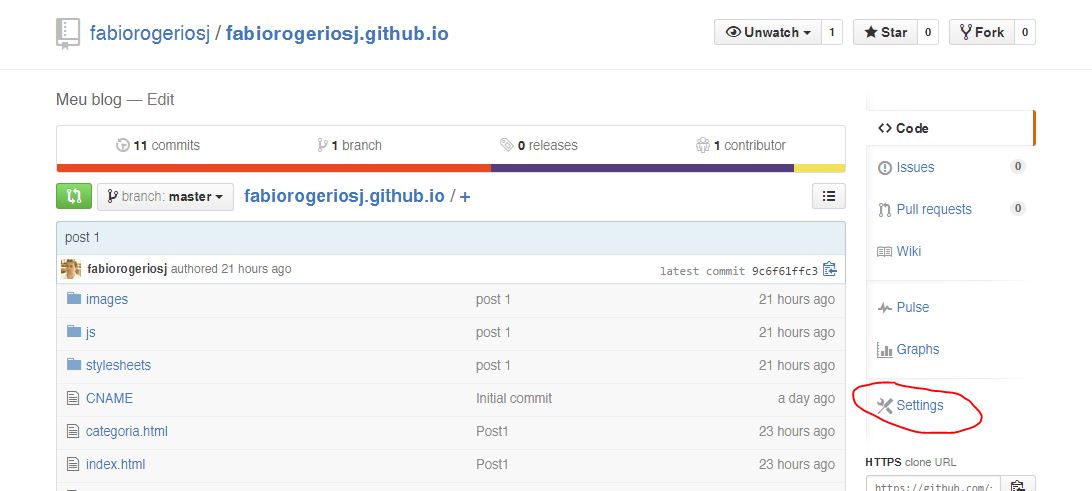 fabiorogeriosj / fabiorogeriosj.github.io
Unwatch 1 Star 0 Fork 0
Meu blog — Edit
11 commits 1 branch 0 releases 1 contributor
branch: master fabiorogeriosj.github.io / +
post 1
fabiorogeriosj authored 21 hours ago latest commit 9c6f61ffc3
images post 1 21 hours ago
js post 1 21 hours ago
stylesheets post 1 21 hours ago
CNAME Initial commit a day ago
categoria.html Post1 23 hours ago
index.html Post1 23 hours ago
Code
Issues 0
Pull requests 0
Wiki
Pulse
Graphs
Settings
HTTPS clone URL
https://github.com/